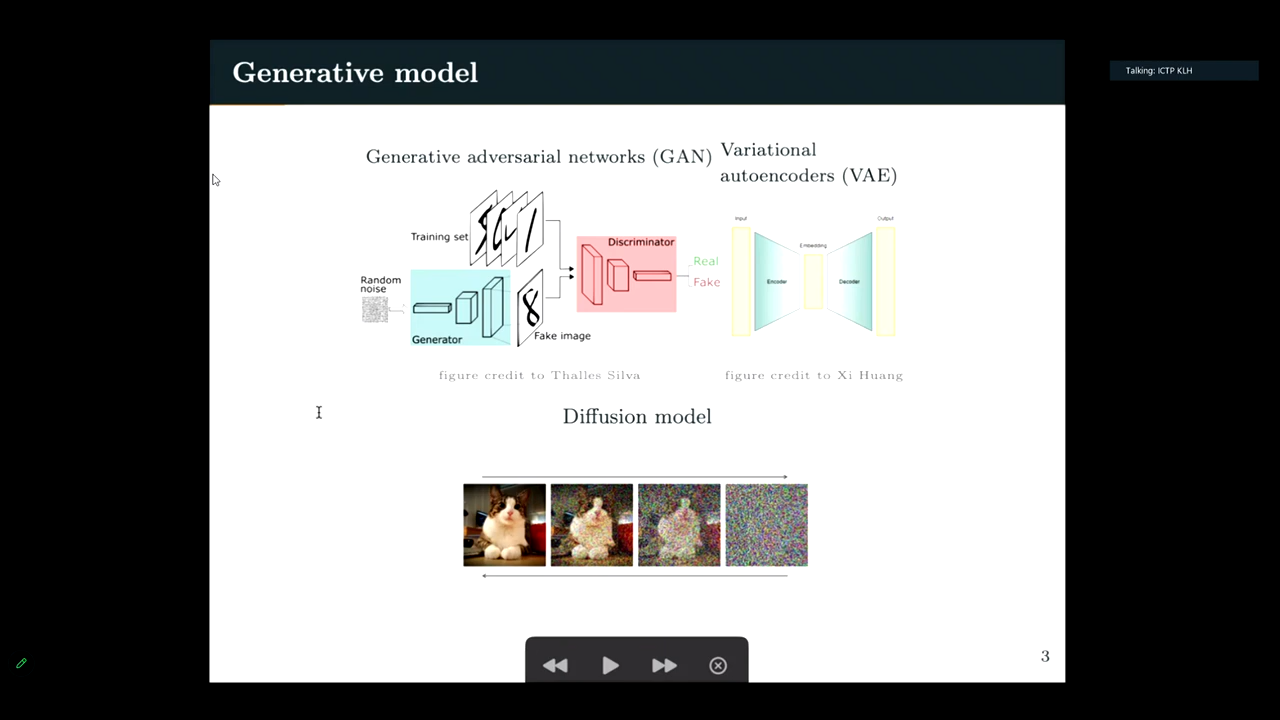 Generative model
Talking: ICTP KLH
Generative adversarial networks (GAN)
Variational
autoencoders (VAE)
Training set
Random
noise
Generator
Fake image
Discriminator
Real
Fake
Input
Output
Embedding
Encoder
Decoder
figure credit to Thalles Silva
figure credit to Xi Huang
Diffusion model
3